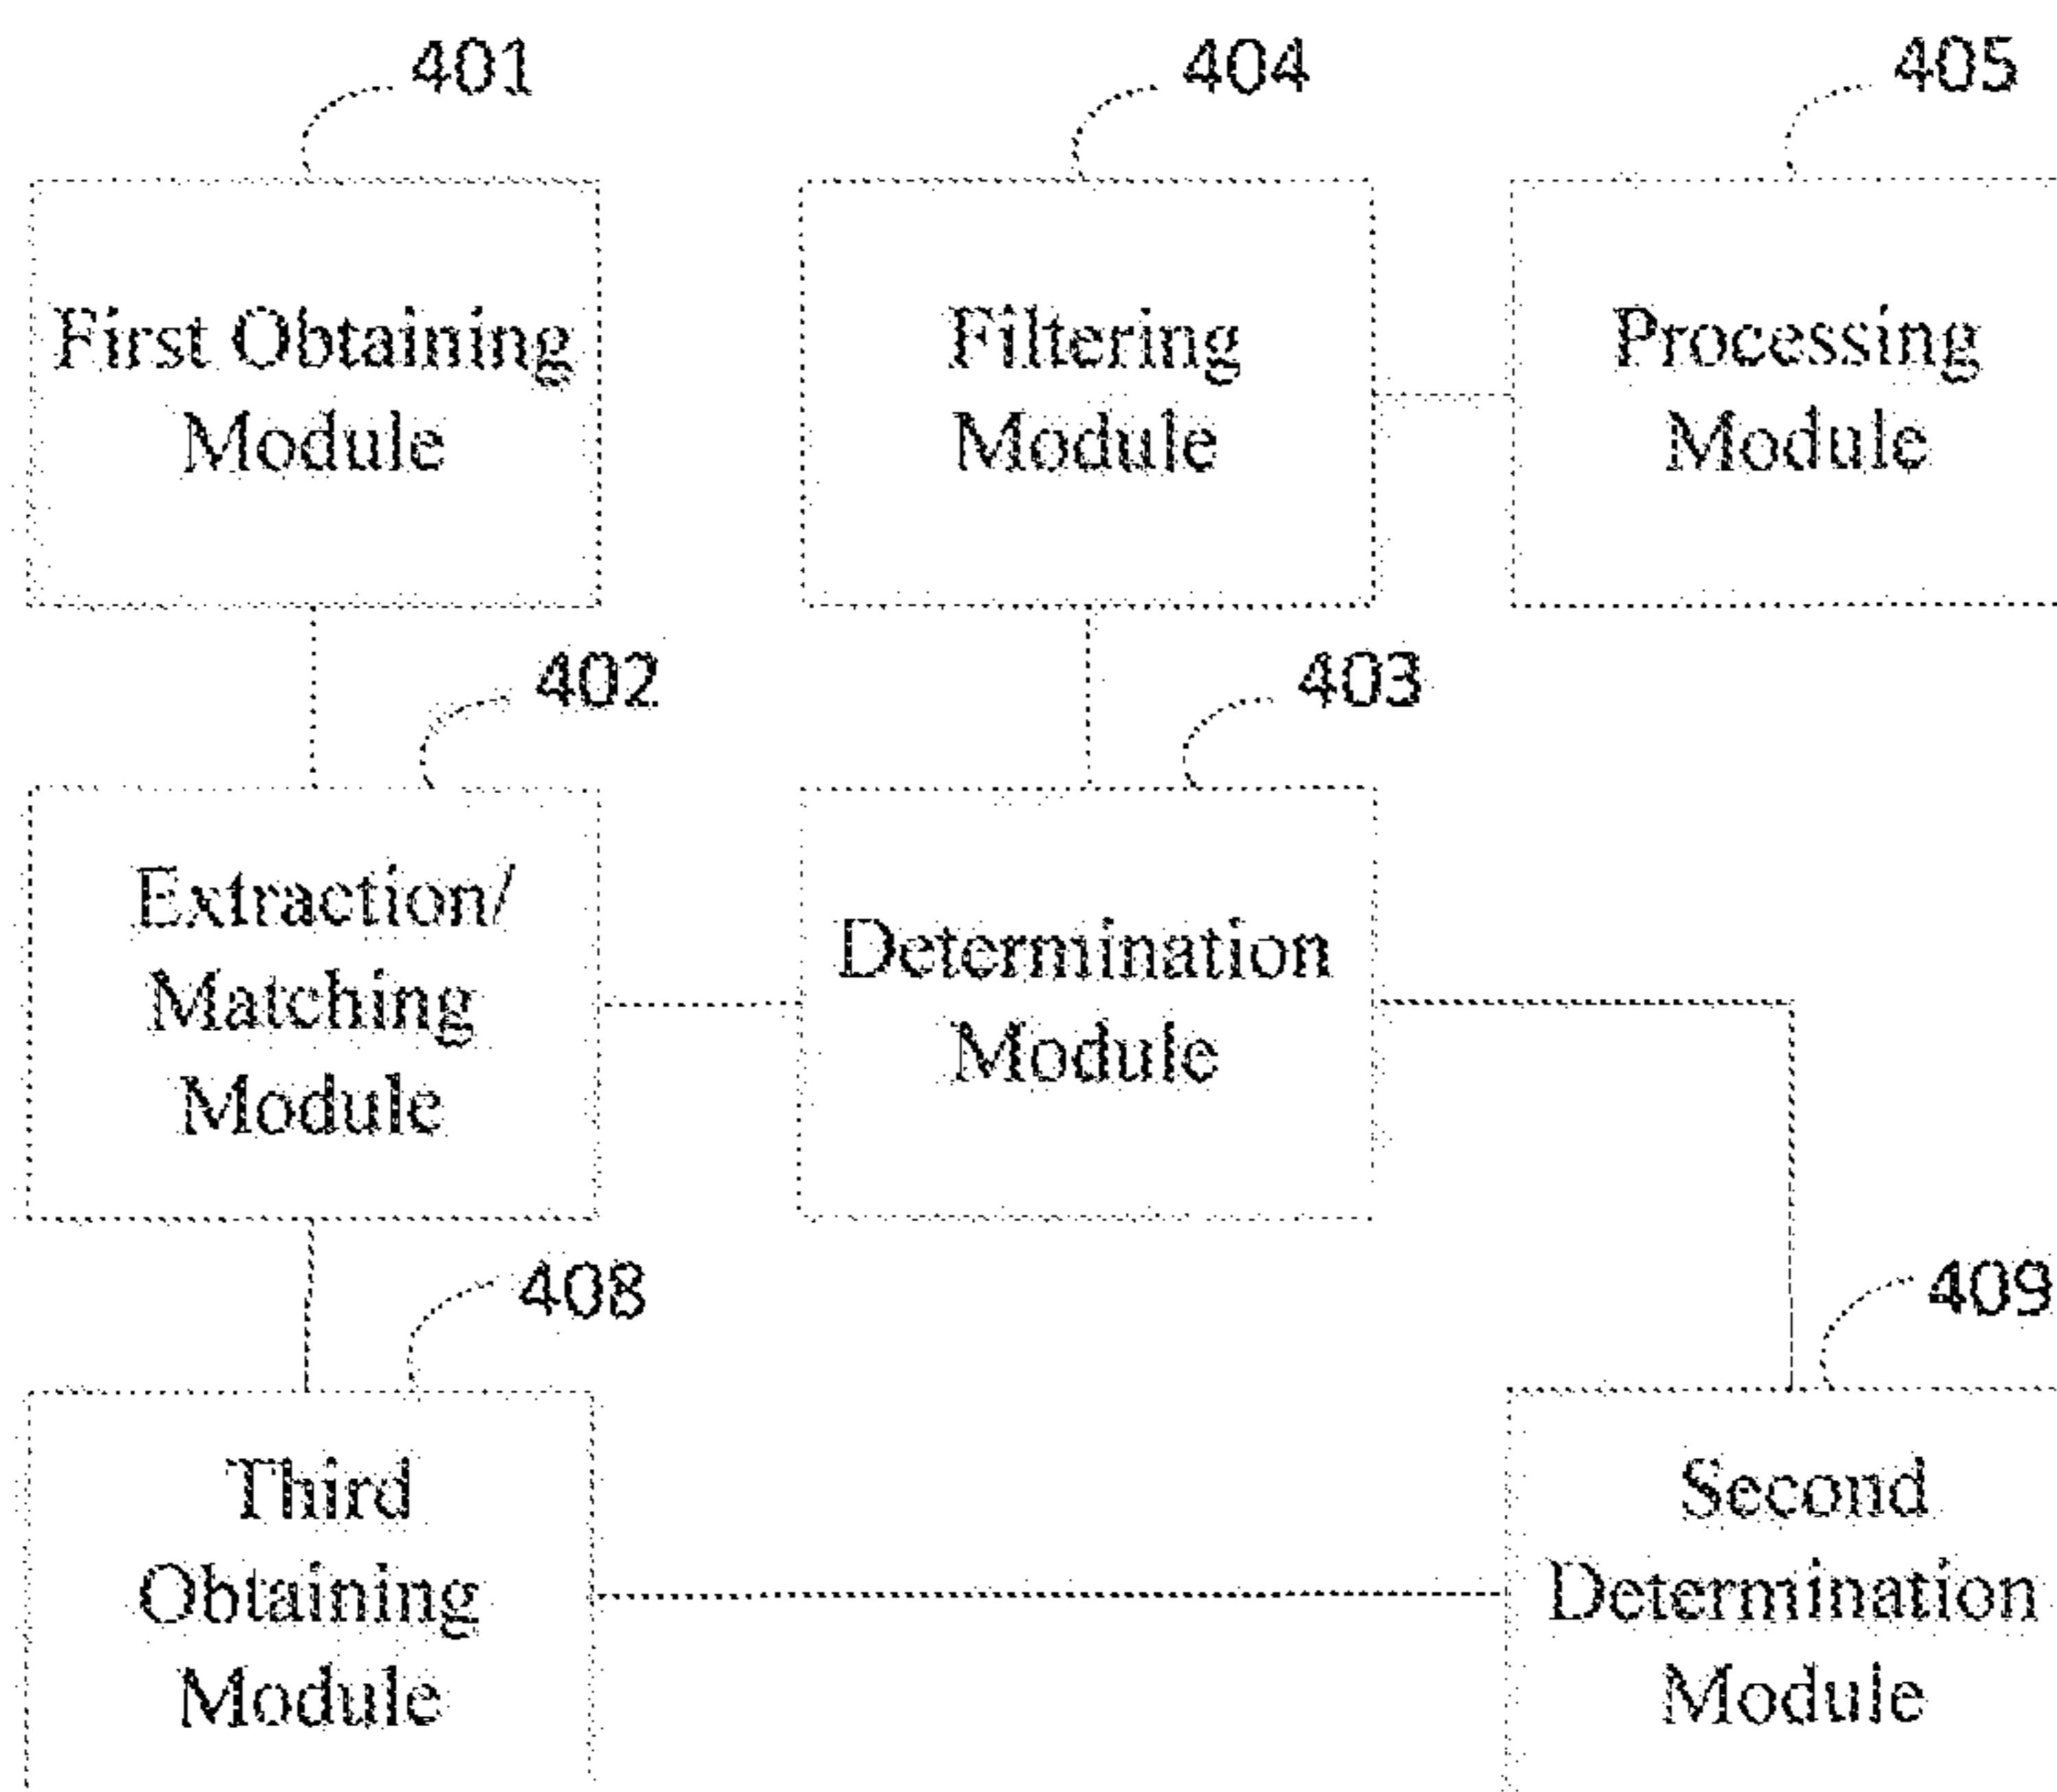 401
404
405
First Obtaining
Module
Filtering
Module
Processing
Module
402
403
Extraction/
Matching
Module
Determination
Module
408
409
Third
Obtaining
Module
Second
Determination
Module